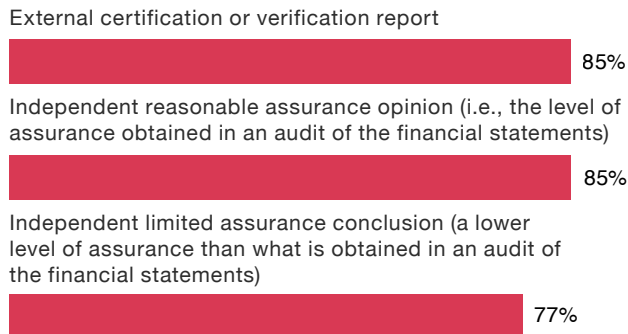 External certification or verification report
85%
Independent reasonable assurance opinion (i.e., the level of
assurance obtained in an audit of the financial statements)
85%
Independent limited assurance conclusion (a lower
level of assurance than what is obtained in an audit of
the financial statements)
77%